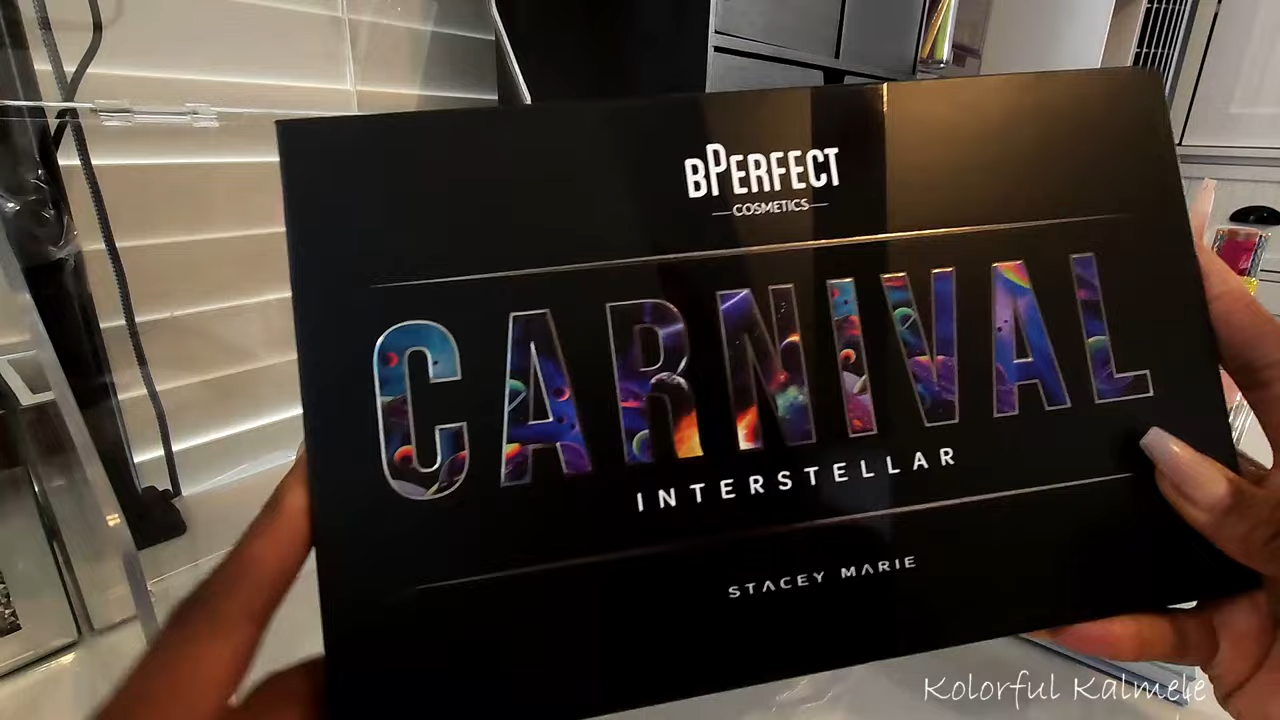 BPERFECT
COSMETICS
CARNIVAL
INTERSTELLAR
STACEY MARIE
Kolorful Kalmele